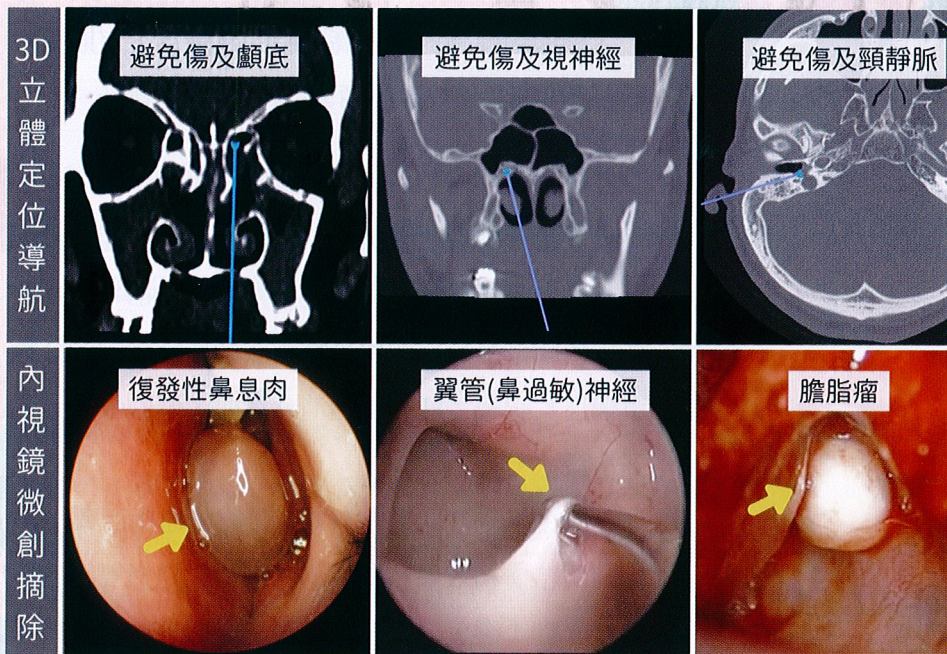 3D立體定位導航
避免傷及顱底
避免傷及視神經
避免傷及頸靜脈
內視鏡微創摘除
復發性鼻息肉
翼管(鼻過敏)神經
膽脂瘤